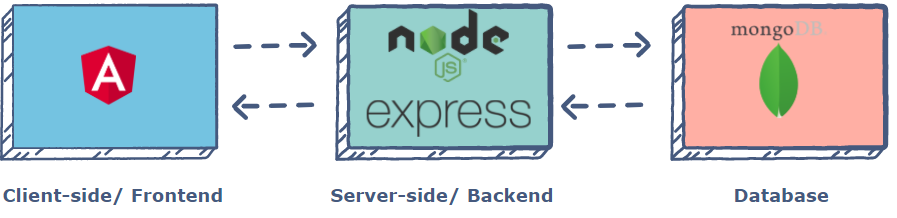 A
node
JS
express
mongoDB
Client-side/ Frontend
Server-side/ Backend
Database